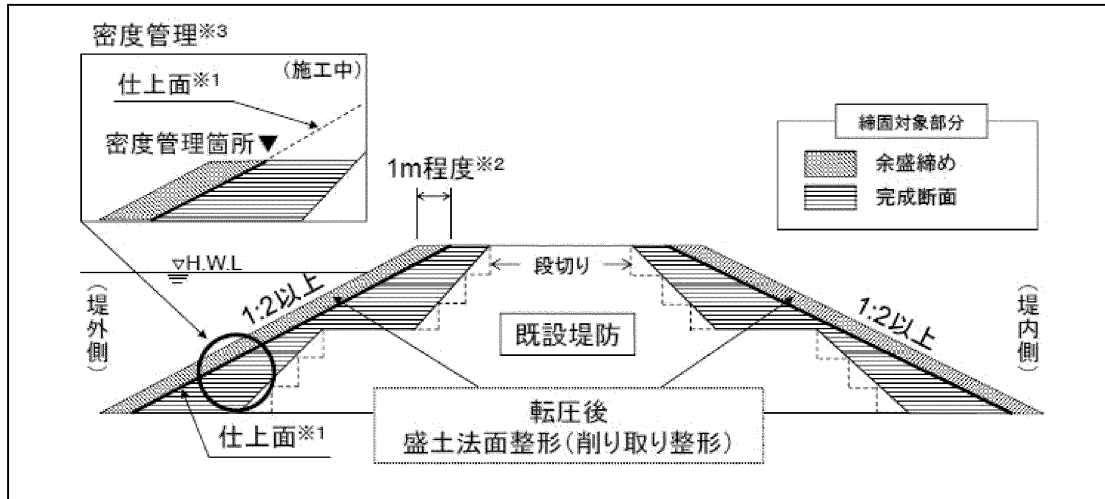 密度管理※3
(施工中)
仕上面※1
密度管理箇所▼
1m程度※2
締固対象部分
余盛締め
完成断面
▽H.W.L
段切り
1:2以上
1:2以上
(堤外側)
(堤内側)
既設堤防
転圧後
盛土法面整形(削り取り整形)
仕上面※1